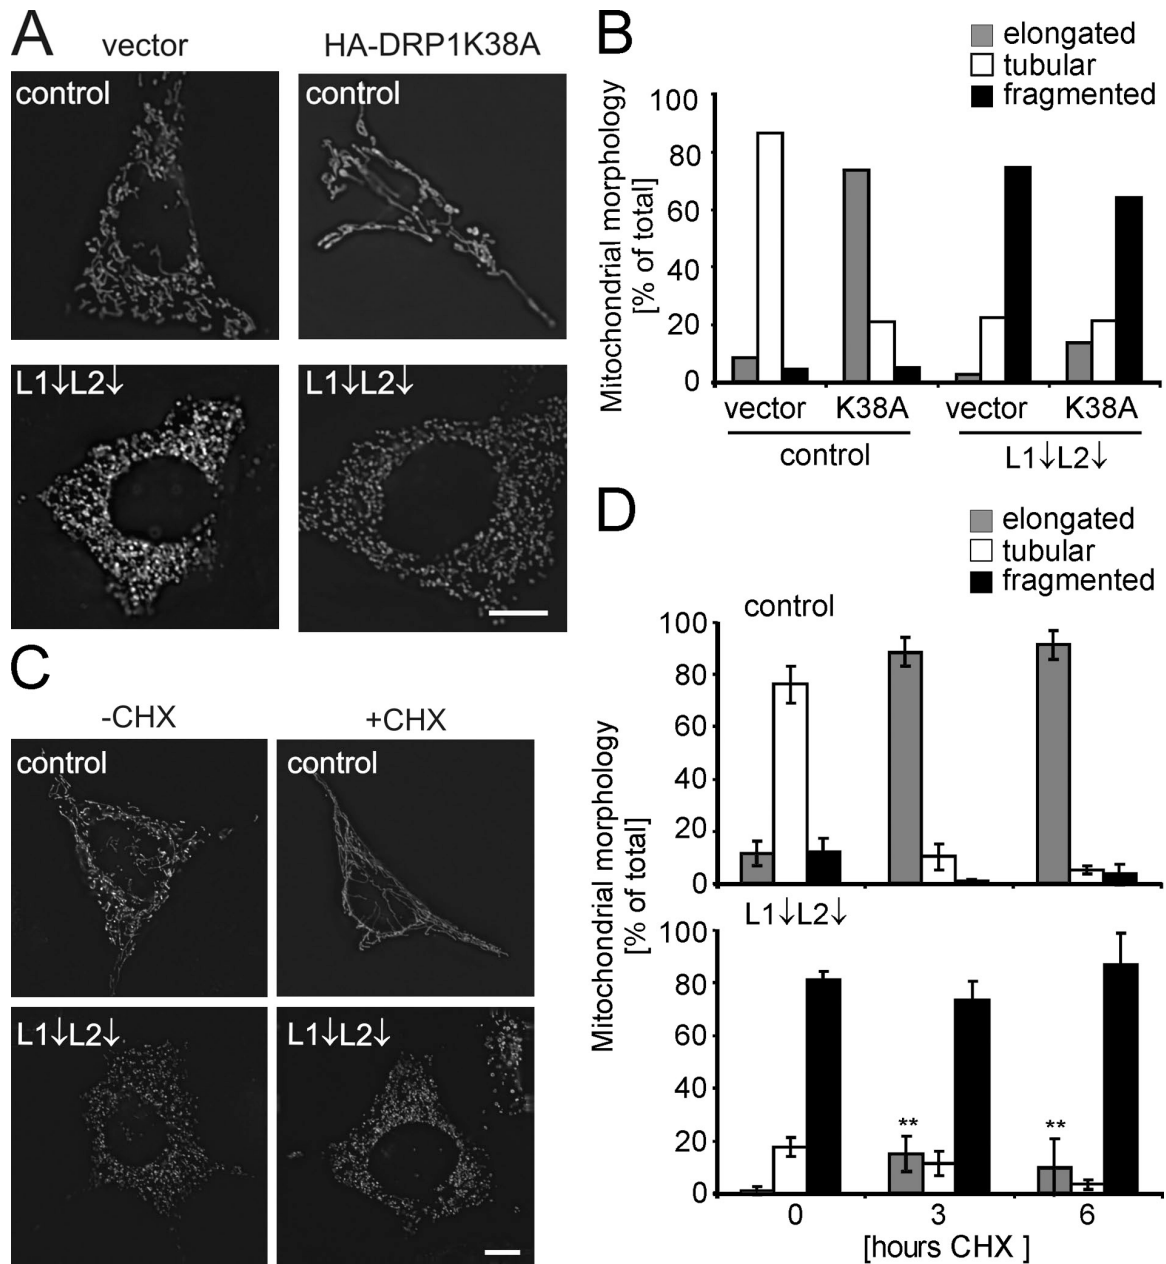 A
vector
HA-DRP1K38A
control
control
L1↓L2↓
L1↓L2↓
B
elongated
tubular
fragmented
Mitochondrial morphology
[% of total]
100
80
60
40
20
0
vector
K38A
vector
K38A
control
L1↓L2↓
C
-CHX
+CHX
control
control
L1↓L2↓
L1↓L2↓
D
elongated
tubular
fragmented
Mitochondrial morphology
[% of total]
control
100
80
60
40
20
0
L1↓L2↓
100
80
60
40
20
0
**
**
0
3
6
[hours CHX ]